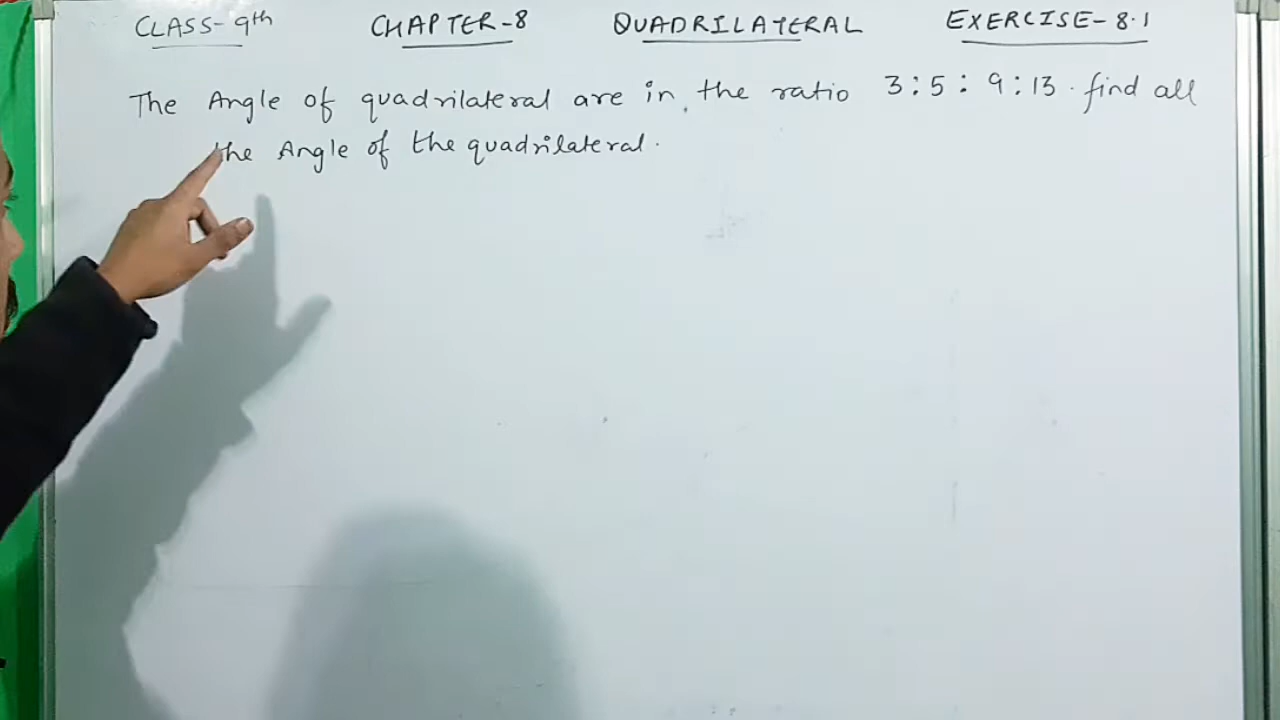 CLASS-9th CHAPTER-8 QUADRILATERAL EXERCISE-8.1
The Angle of quadrilateral are in the ratio 3:5:9:13. find all
the Angle of the quadrilateral.